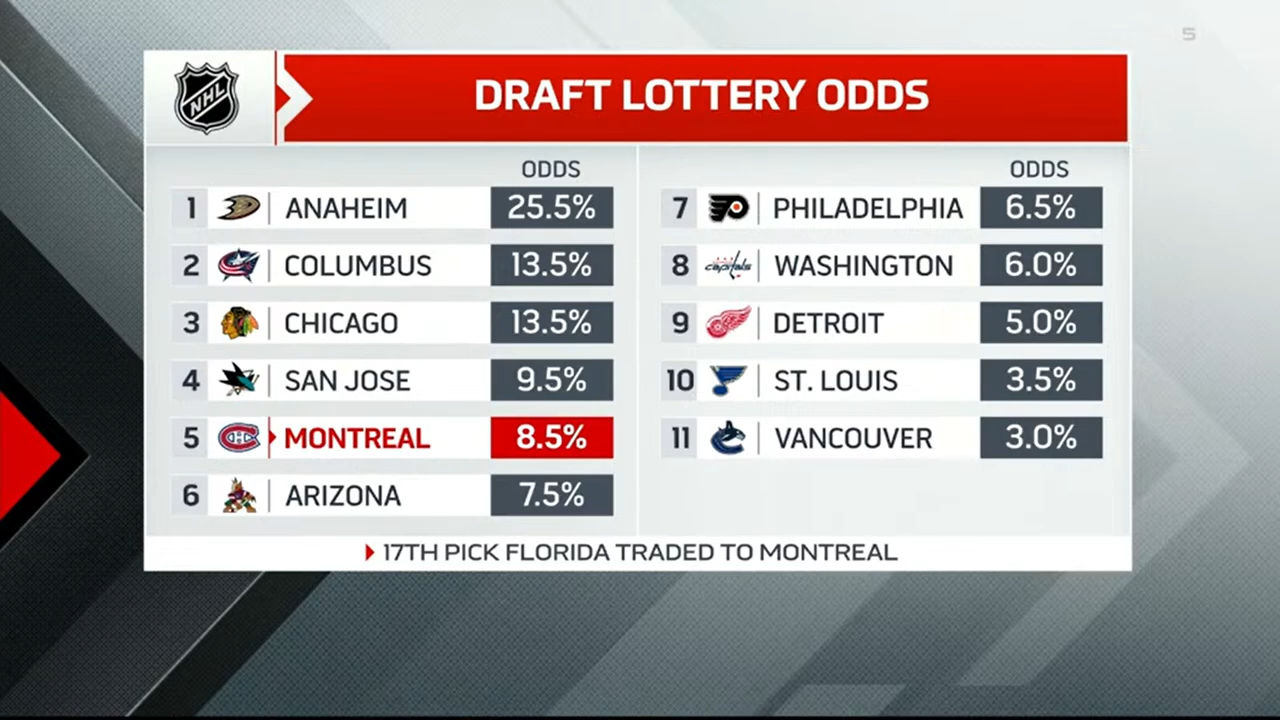 5
NHL
DRAFT LOTTERY ODDS
ODDS
1 ANAHEIM 25.5%
2 COLUMBUS 13.5%
3 CHICAGO 13.5%
4 SAN JOSE 9.5%
5 MONTREAL 8.5%
6 ARIZONA 7.5%
ODDS
7 PHILADELPHIA 6.5%
8 capitals WASHINGTON 6.0%
9 DETROIT 5.0%
10 ST. LOUIS 3.5%
11 VANCOUVER 3.0%
17TH PICK FLORIDA TRADED TO MONTREAL